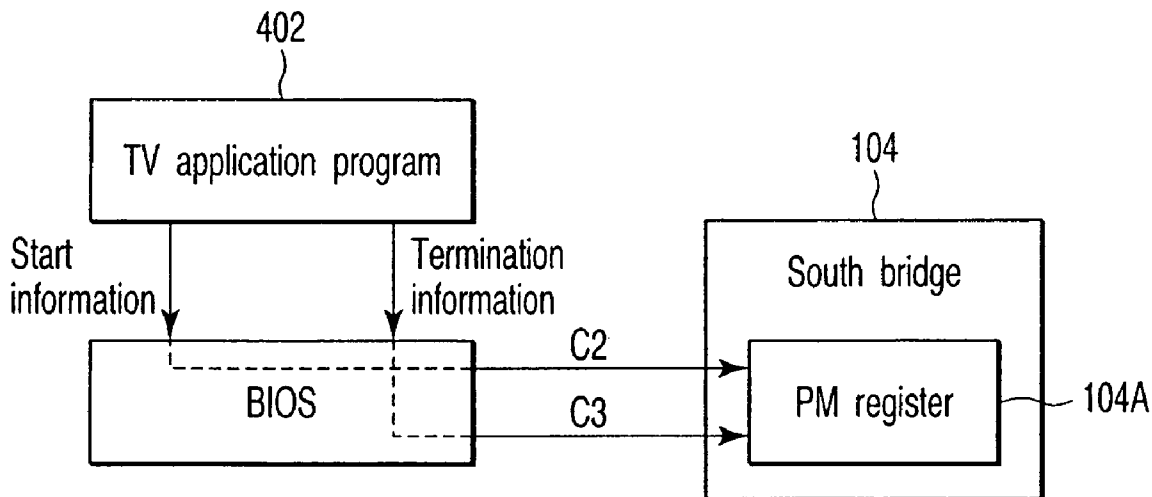 402
TV application program
104
Start
information
Termination
information
South bridge
C2
BIOS
PM register
104A
C3